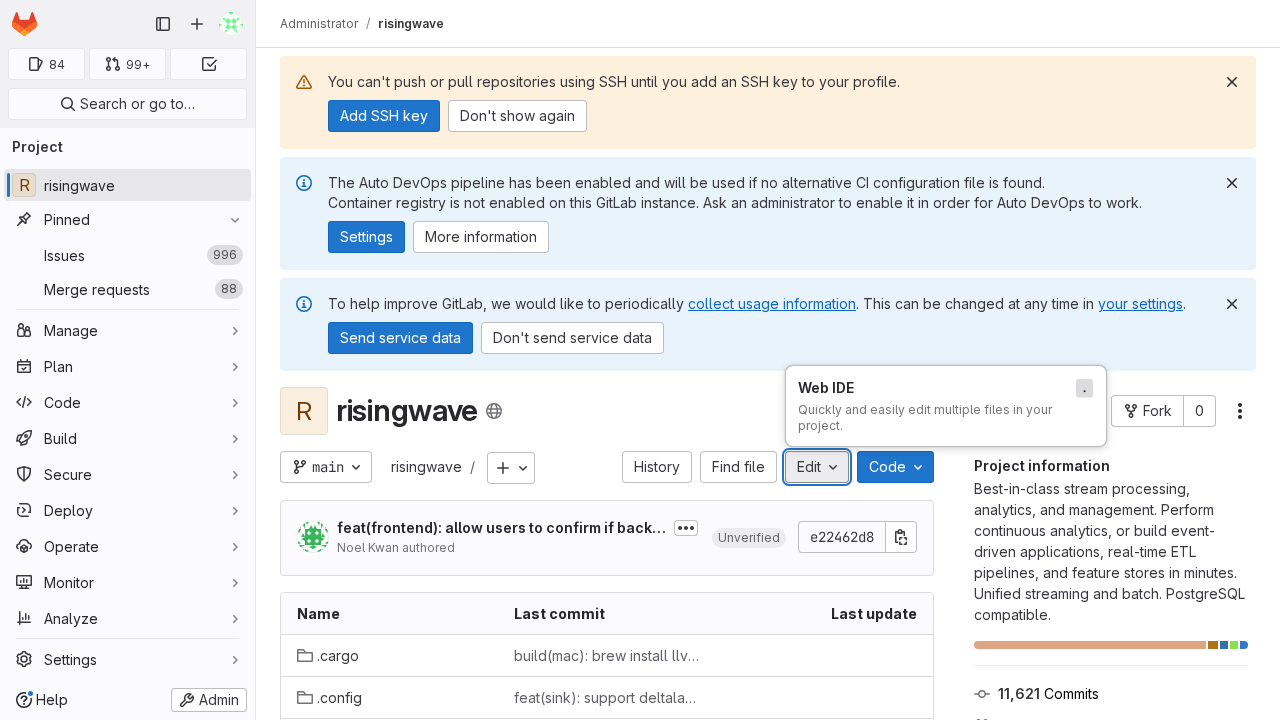 Administrator / risingwave
84
99+
Search or go to…
Project
R risingwave
Pinned
Issues 996
Merge requests 88
Manage
Plan
Code
Build
Secure
Deploy
Operate
Monitor
Analyze
Settings
Help
Admin
You can't push or pull repositories using SSH until you add an SSH key to your profile.
Add SSH key
Don't show again
The Auto DevOps pipeline has been enabled and will be used if no alternative CI configuration file is found.
Container registry is not enabled on this GitLab instance. Ask an administrator to enable it in order for Auto DevOps to work.
Settings
More information
To help improve GitLab, we would like to periodically collect usage information. This can be changed at any time in your settings.
Send service data
Don't send service data
R risingwave
Web IDE .
Quickly and easily edit multiple files in your
project.
Fork 0
main
risingwave /
History
Find file
Edit
Code
feat(frontend): allow users to confirm if back…
Noel Kwan authored
Unverified
e22462d8
Name Last commit Last update
.cargo build(mac): brew install llv…
.config feat(sink): support deltala…
Project information
Best-in-class stream processing,
analytics, and management. Perform
continuous analytics, or build event-
driven applications, real-time ETL
pipelines, and feature stores in minutes.
Unified streaming and batch. PostgreSQL
compatible.
11,621 Commits